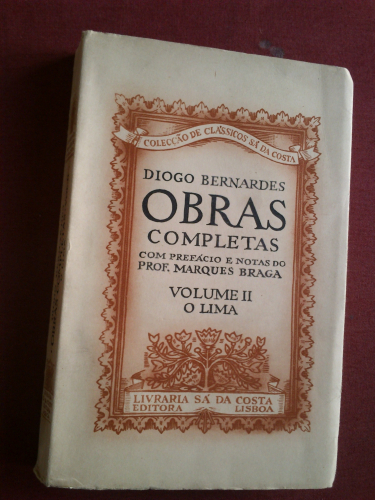 COLECÇÃO DE CLÁSSICOS SÁ DA COSTA
DIOGO BERNARDES
OBRAS
COMPLETAS
COM PREFÁCIO E NOTAS DO
PROF. MARQUES BRAGA
VOLUME II
O LIMA
LIVRARIA SÁ DA COSTA
EDITORA LISBOA